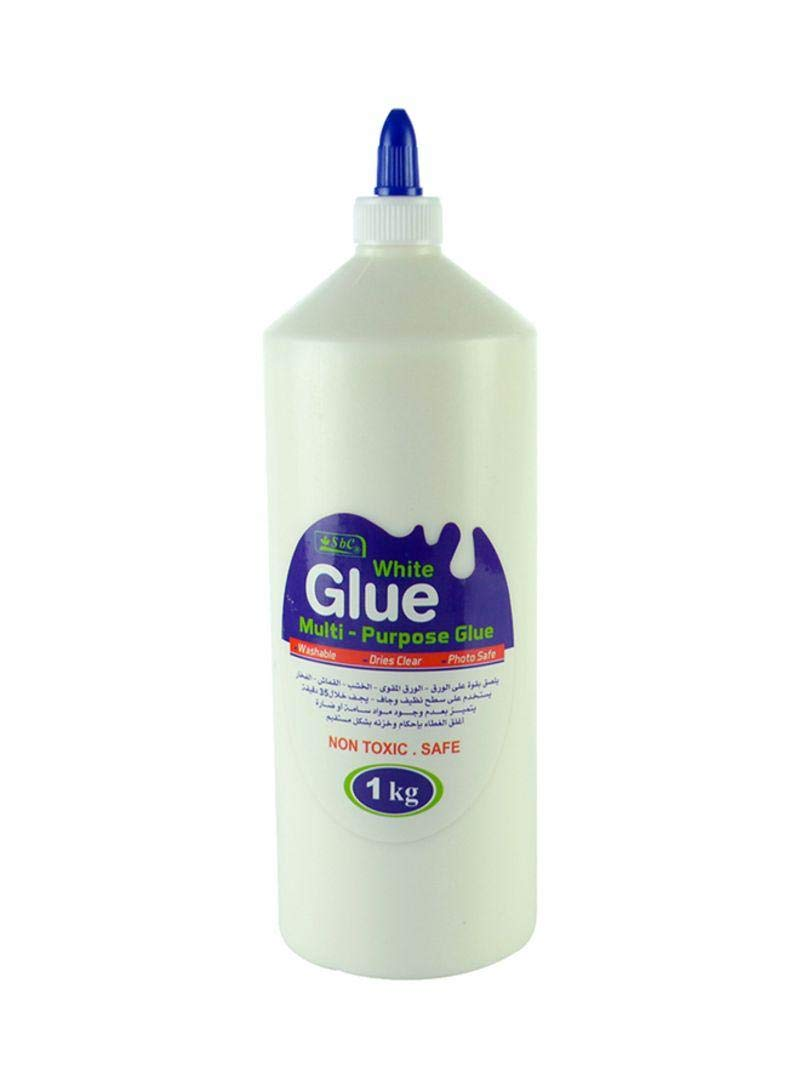 SbC ®
White
Glue
Multi - Purpose Glue
-Washable -Dries Clear -Photo Safe
يلصق بقوة على الورق - الورق المقوى - الخشب - القماش - الفخار
يستخدم على سطح نظيف وجاف - يجف خلال 35 دقيقة
يتميز بعدم وجود مواد سامة أو ضارة
أغلق الغطاء بإحكام وخزنه بشكل مستقيم
NON TOXIC . SAFE
1 kg